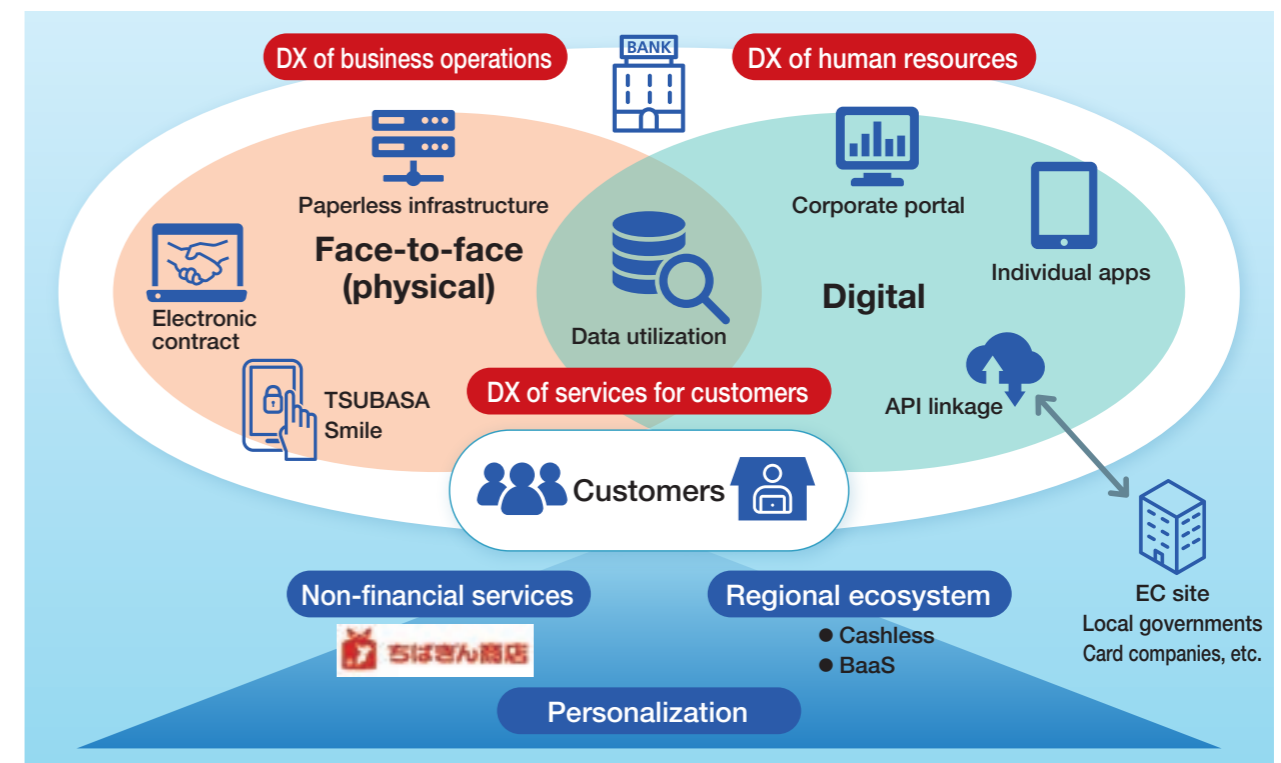 DX of business operations
BANK
DX of human resources
Paperless infrastructure
Corporate portal
Face-to-face
(physical)
Individual apps
Digital
Electronic
contract
Data utilization
TSUBASA
Smile
DX of services for customers
API linkage
Customers
Non-financial services
Regional ecosystem
EC site
Local governments
Card companies, etc.
ちばぎん商店
● Cashless
● BaaS
Personalization